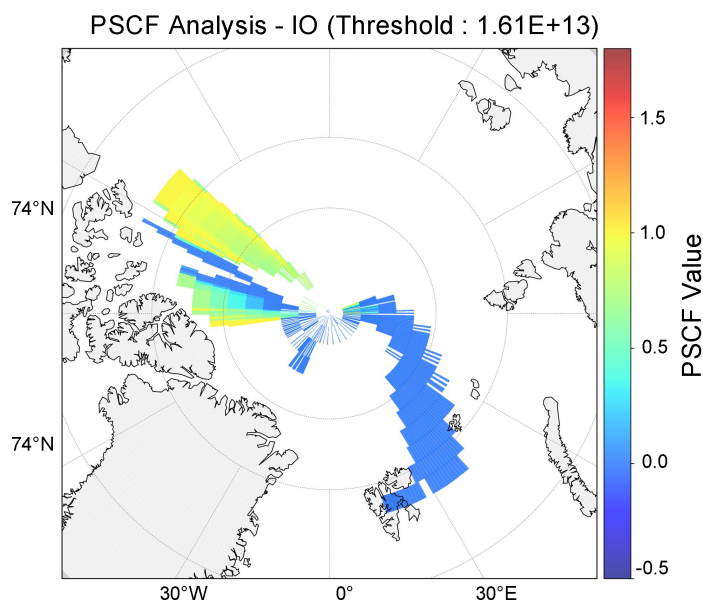 PSCF Analysis - IO (Threshold : 1.61E+13)
74°N
74°N
30°W
0°
30°E
1.5
1.0
0.5
0.0
-0.5
PSCF Value